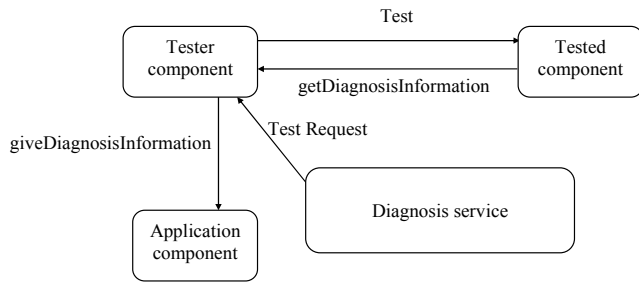 Test
Tester
component
Tested
component
getDiagnosisInformation
Test Request
giveDiagnosisInformation
Diagnosis service
Application
component